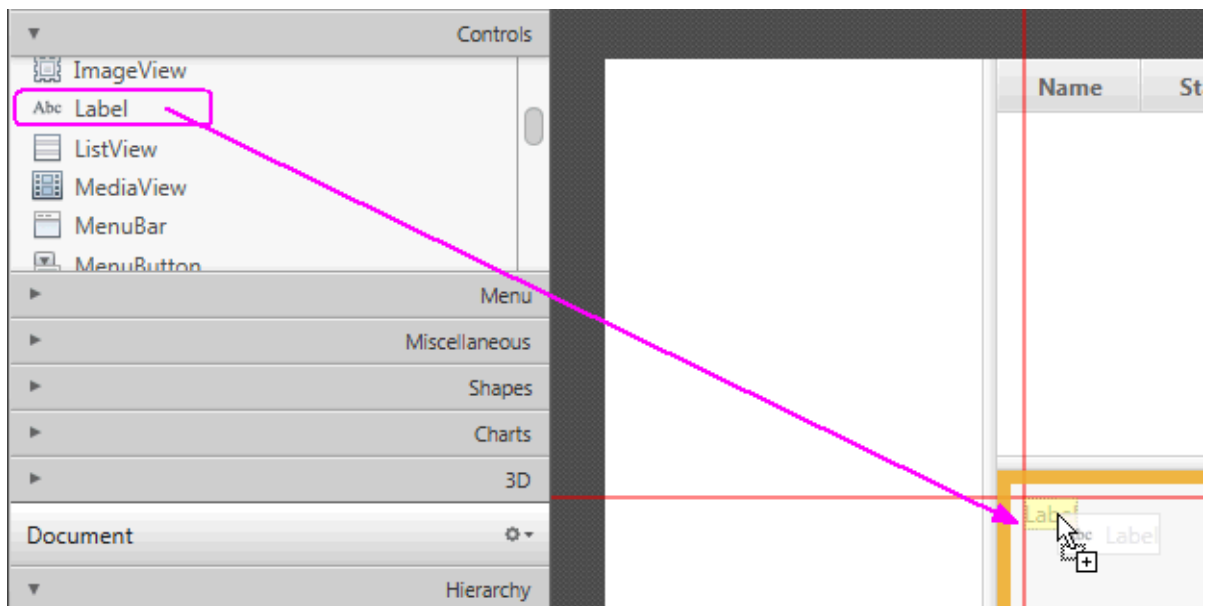 Controls
ImageView
Abc Label
ListView
MediaView
MenuBar
MenuButton
Menu
Miscellaneous
Shapes
Charts
3D
Document
Hierarchy
Name St
Label
Abc Label